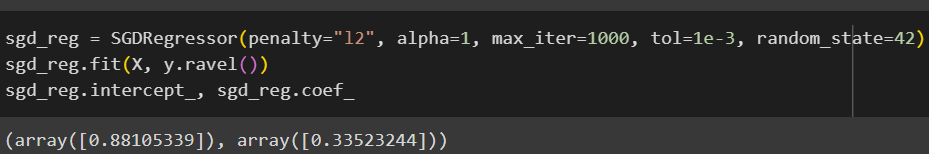 sgd_reg = SGDRegressor(penalty="l2", alpha=1, max_iter=1000, tol=1e-3, random_state=42)
sgd_reg.fit(X, y.ravel())
sgd_reg.intercept_, sgd_reg.coef_
(array([0.88105339]), array([0.33523244]))